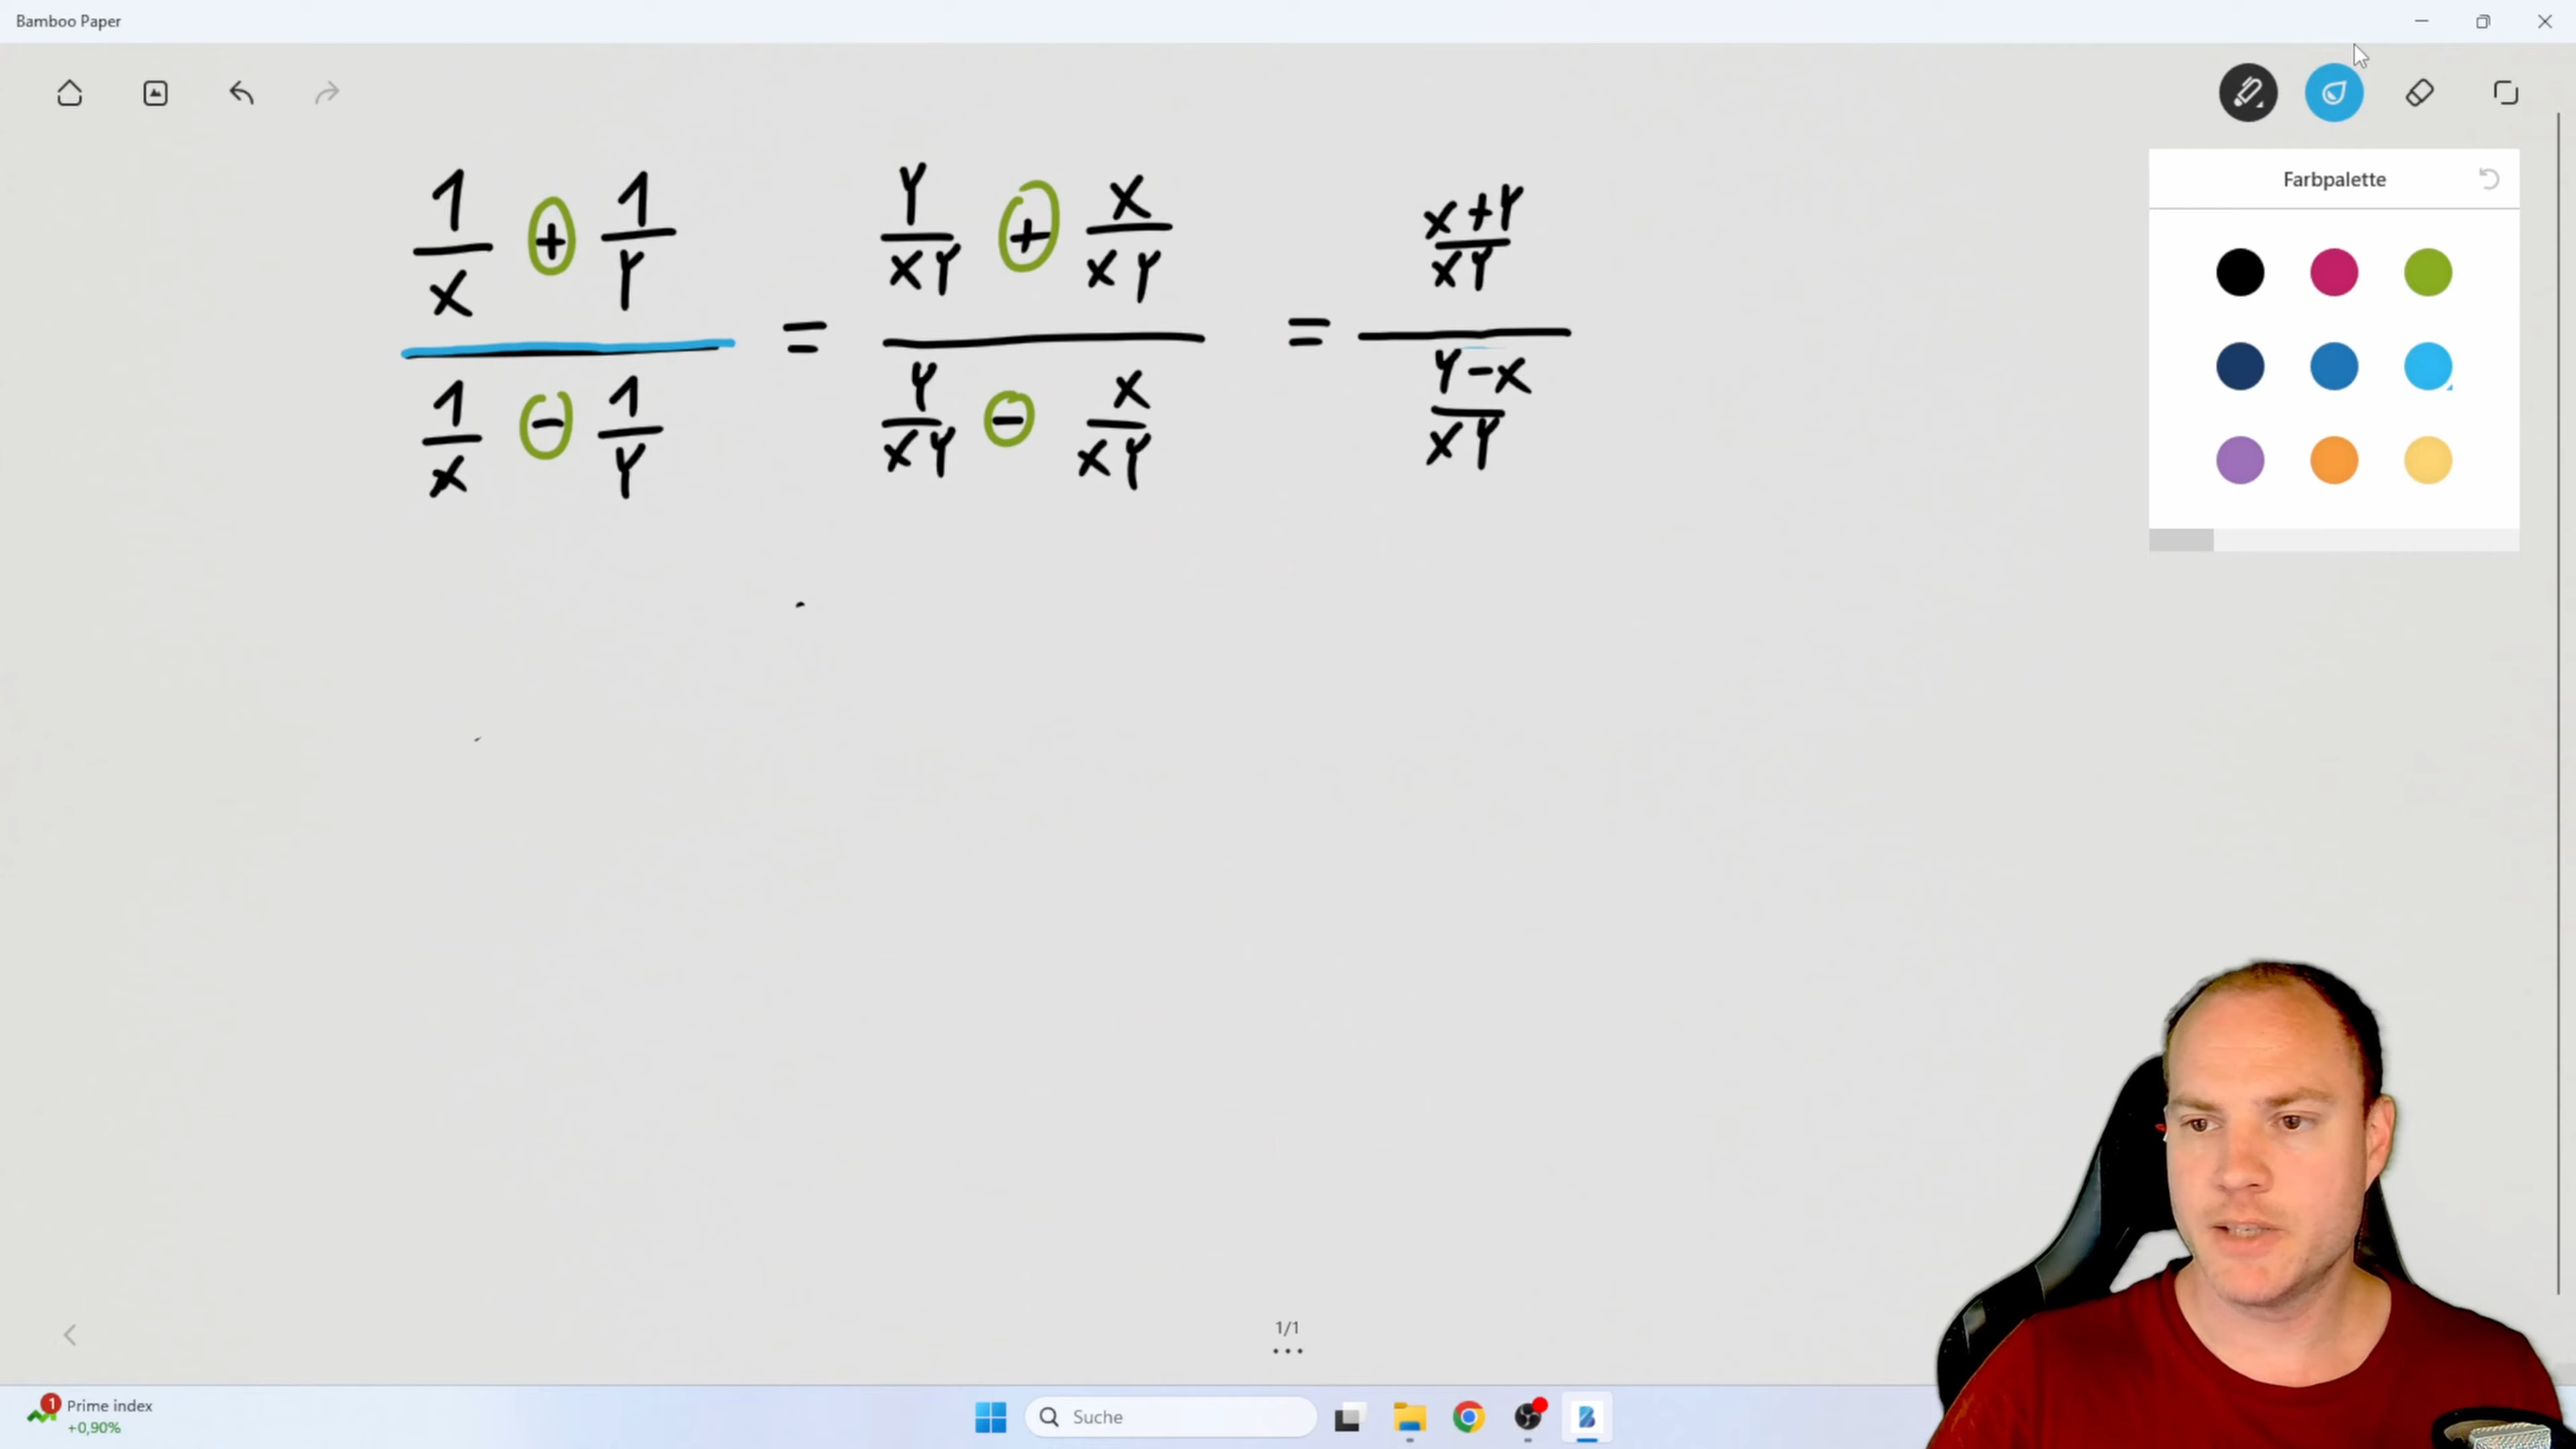 Bamboo Paper
Farbpalette
1/x + 1/y = y/xy + x/xy = x+y/xy
1/x - 1/y y/xy - x/xy y-x/xy
1/1
1
Prime index
+0,90%
Suche